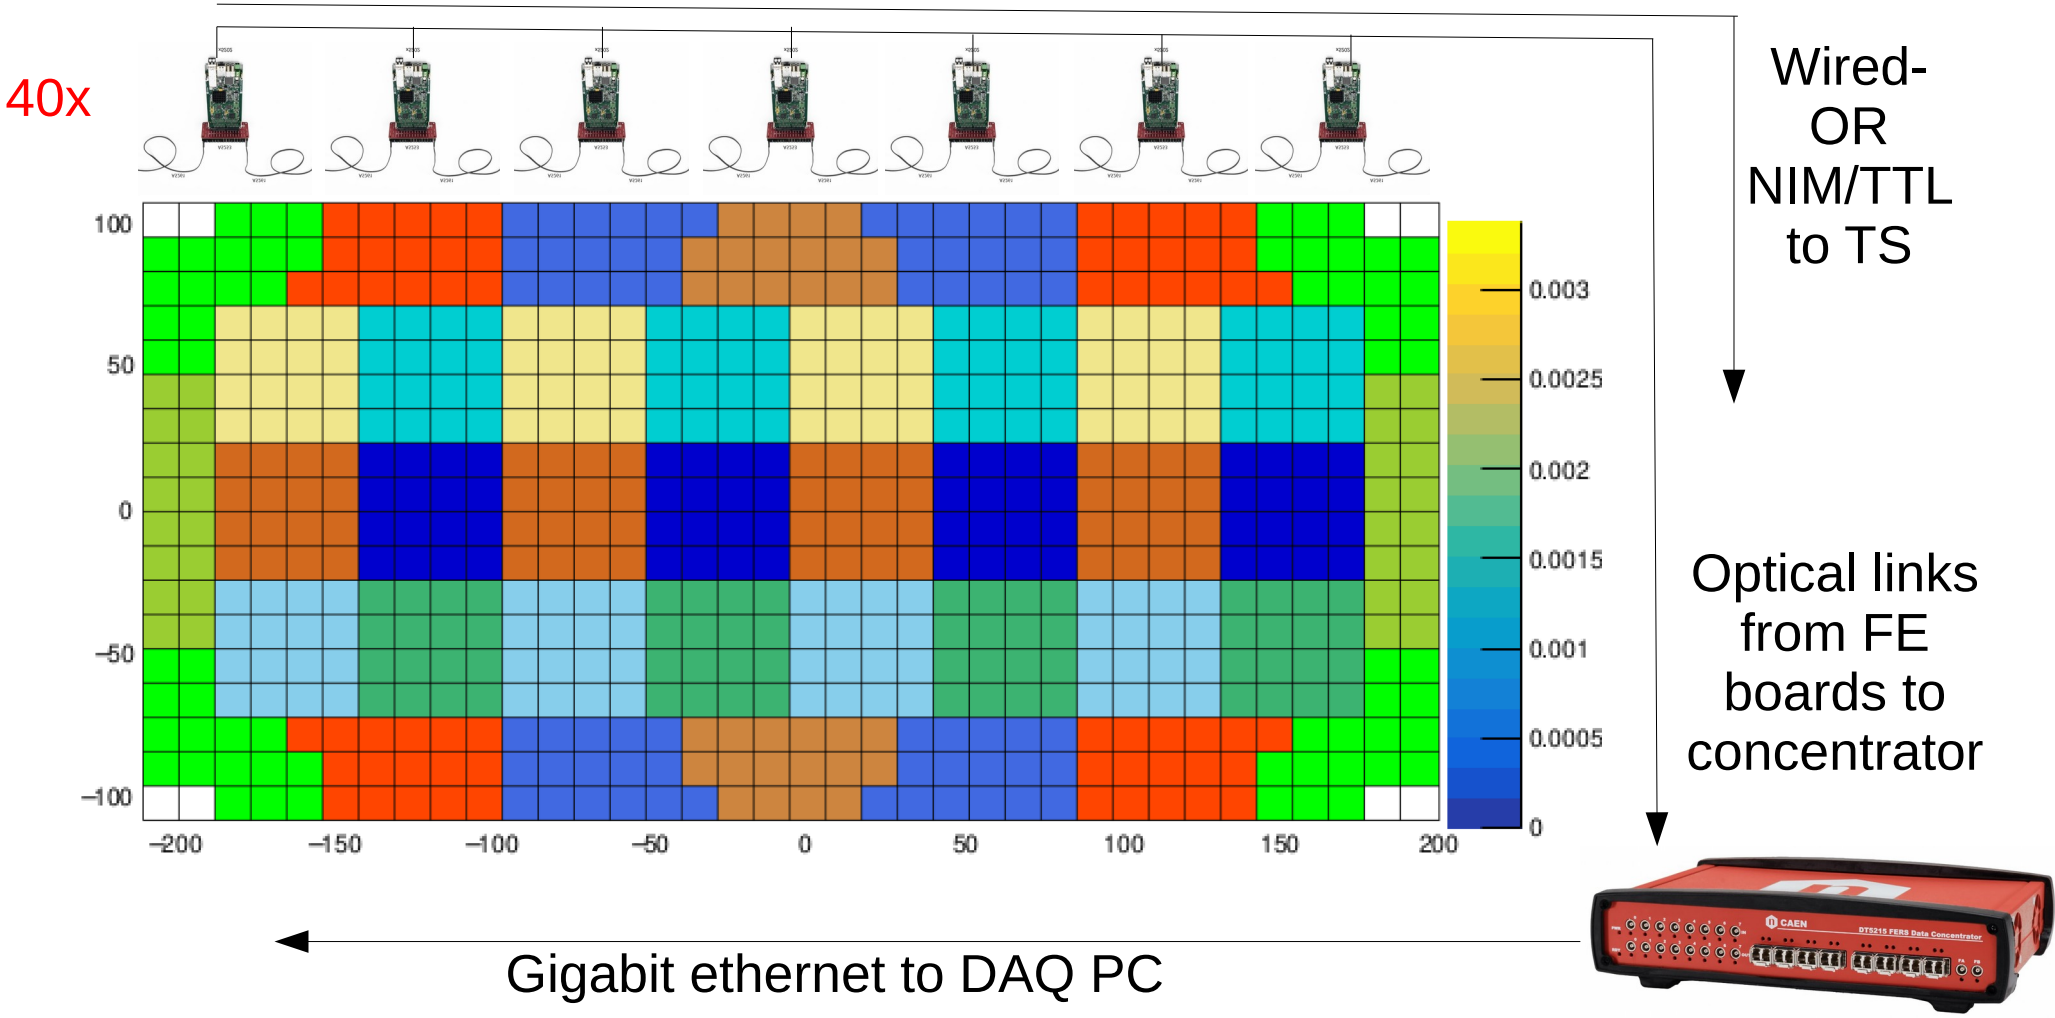 40x
Wired-
OR
NIM/TTL
to TS
100
50
0
−50
−100
−200
−150
−100
−50
0
50
100
150
200
0.003
0.0025
0.002
0.0015
0.001
0.0005
0
Optical links
from FE
boards to
concentrator
CAEN
DT5215 FERS Data Concentrator
Gigabit ethernet to DAQ PC